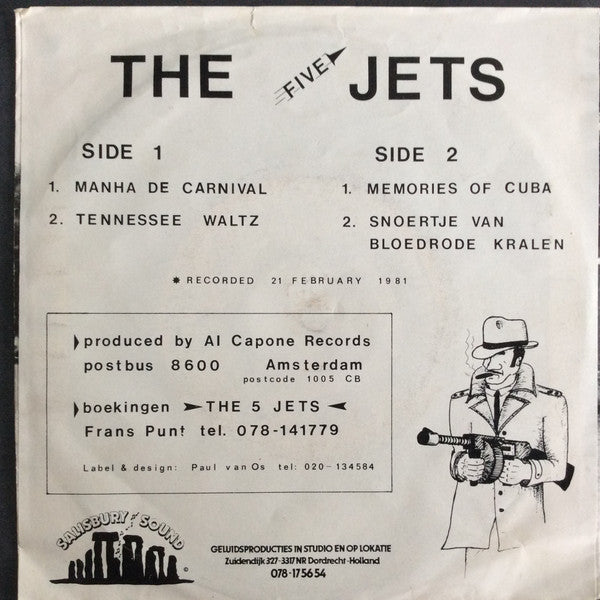 THE FIVE JETS
SIDE 1
1. MANHA DE CARNIVAL
2. TENNESSEE WALTZ
SIDE 2
1. MEMORIES OF CUBA
2. SNOERTJE VAN
BLOEDRODE KRALEN
* RECORDED 21 FEBRUARY 1981
produced by Al Capone Records
postbus 8600 Amsterdam
postcode 1005 CB
boekingen THE 5 JETS
Frans Punt tel. 078-141779
Label & design: Paul van Os tel: 020-134584
SALISBURY SOUND
©
GELUIDSPRODUCTIES IN STUDIO EN OP LOKATIE
Zuidendijk 327-3317 NR Dordrecht-Holland
078-175654